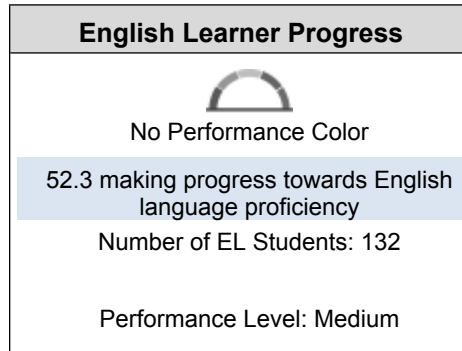 English Learner Progress
No Performance Color
52.3 making progress towards English
language proficiency
Number of EL Students: 132
Performance Level: Medium